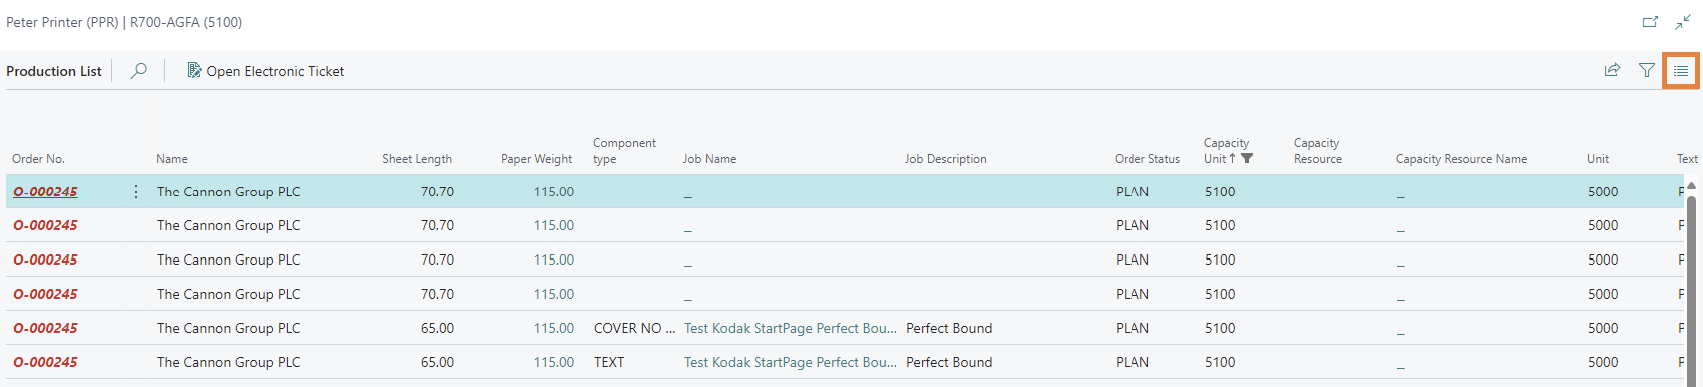 Peter Printer (PPR) | R700-AGFA (5100)
Production List Open Electronic Ticket
Order No. Name Sheet Length Paper Weight Component type Job Name Job Description Order Status Capacity Unit↑ Capacity Resource Capacity Resource Name Unit Text
O-000245 The Cannon Group PLC 70.70 115.00 _ PLAN 5100 _ 5000 P
O-000245 The Cannon Group PLC 70.70 115.00 _ PLAN 5100 _ 5000 P
O-000245 The Cannon Group PLC 70.70 115.00 _ PLAN 5100 _ 5000 P
O-000245 The Cannon Group PLC 70.70 115.00 _ PLAN 5100 _ 5000 P
O-000245 The Cannon Group PLC 65.00 115.00 COVER NO ... Test Kodak StartPage Perfect Bou... Perfect Bound PLAN 5100 _ 5000 P
O-000245 The Cannon Group PLC 65.00 115.00 TEXT Test Kodak StartPage Perfect Bou... Perfect Bound PLAN 5100 _ 5000 P